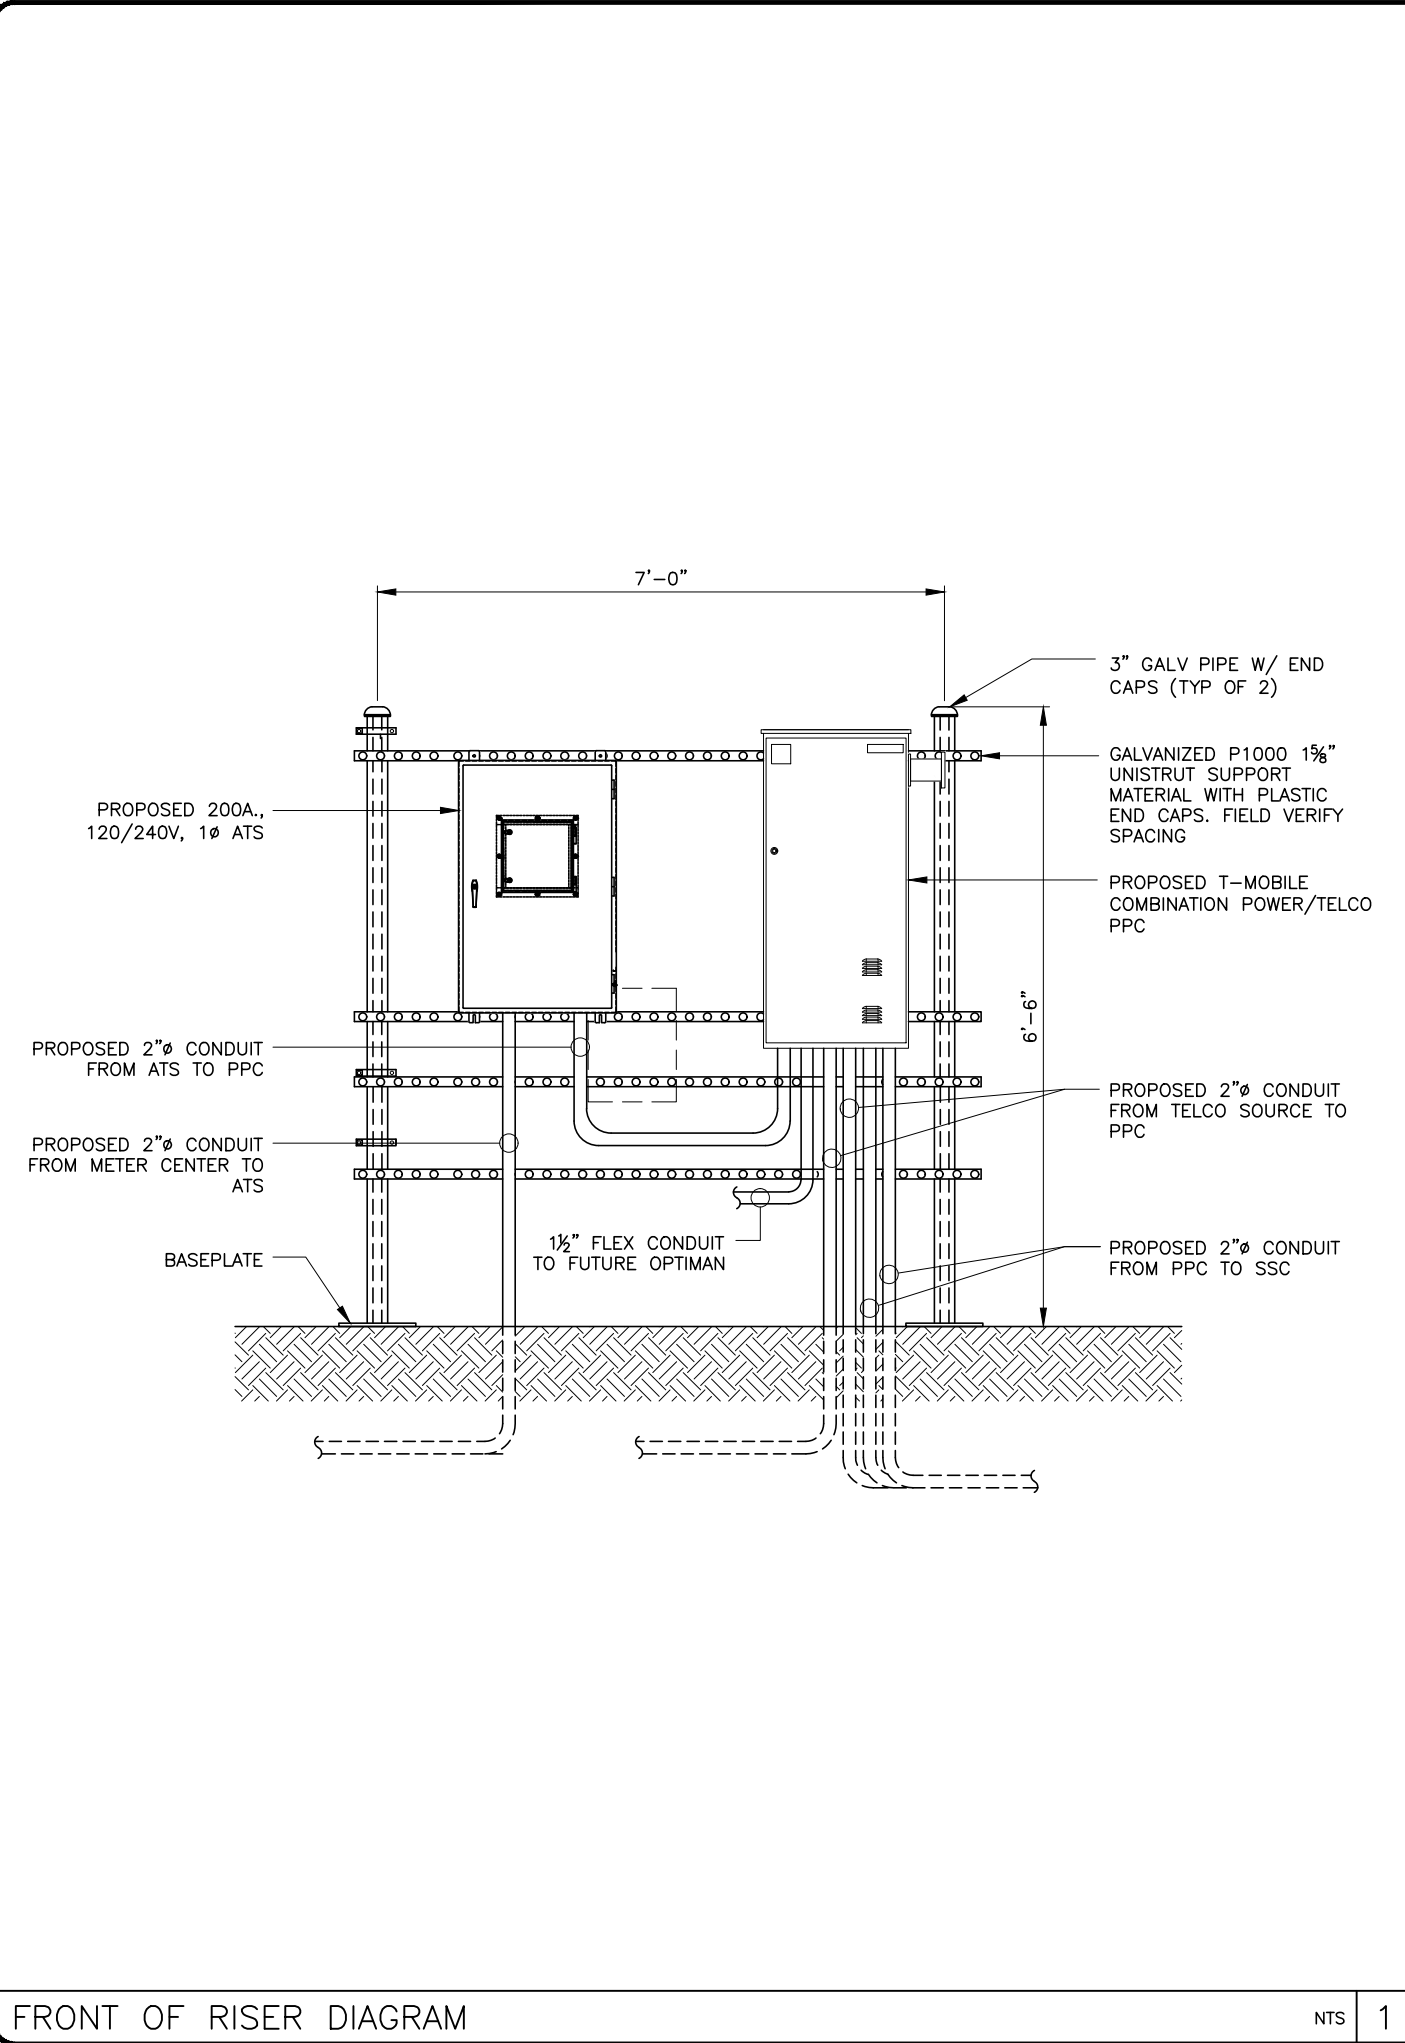 7'-0"
3" GALV PIPE W/ END
CAPS (TYP OF 2)
GALVANIZED P1000 1⅝"
UNISTRUT SUPPORT
MATERIAL WITH PLASTIC
END CAPS. FIELD VERIFY
SPACING
PROPOSED 200A.,
120/240V, 1ø ATS
PROPOSED T-MOBILE
COMBINATION POWER/TELCO
PPC
6'-6"
PROPOSED 2"ø CONDUIT
FROM ATS TO PPC
PROPOSED 2"ø CONDUIT
FROM TELCO SOURCE TO
PPC
PROPOSED 2"ø CONDUIT
FROM METER CENTER TO
ATS
1½" FLEX CONDUIT
TO FUTURE OPTIMAN
PROPOSED 2"ø CONDUIT
FROM PPC TO SSC
BASEPLATE
FRONT OF RISER DIAGRAM
NTS
1